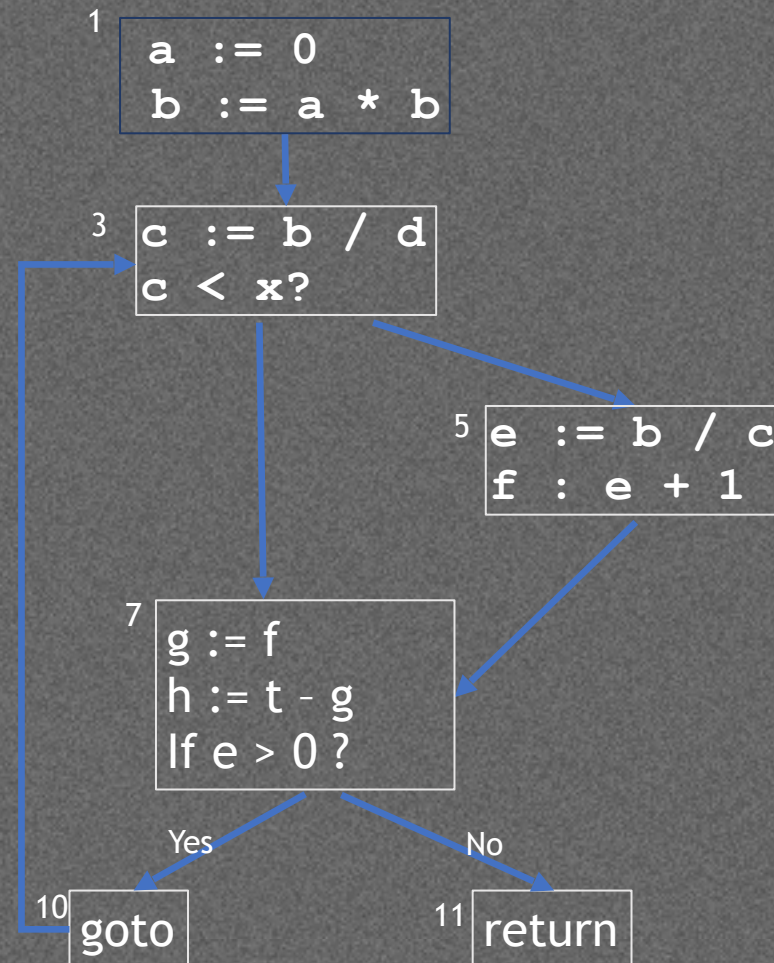 1
a := 0
b := a * b
3
c := b / d
c < x?
5
e := b / c
f : e + 1
7
g := f
h := t - g
If e > 0 ?
Yes
No
10
goto
11
return